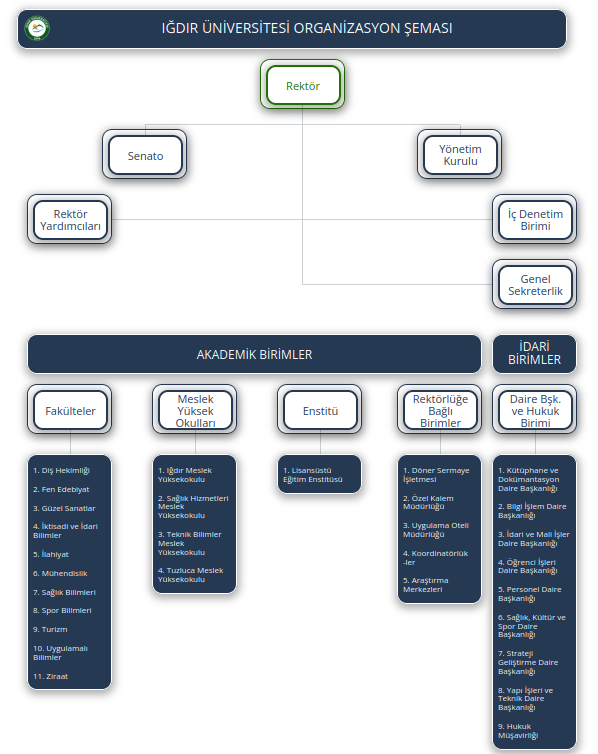 IĞDIR ÜNİVERSİTESİ ORGANİZASYON ŞEMASI
Rektör
Senato
Yönetim
Kurulu
Rektör
Yardımcıları
İç Denetim
Birimi
Genel
Sekreterlik
AKADEMİK BİRİMLER
İDARİ
BİRİMLER
Fakülteler
Meslek
Yüksek
Okulları
Enstitü
Rektörlüğe
Bağlı
Birimler
Daire Bşk.
ve Hukuk
Birimi
1. Diş Hekimliği
2. Fen Edebiyat
3. Güzel Sanatlar
4. İktisadi ve İdari
Bilimler
5. İlahiyat
6. Mühendislik
7. Sağlık Bilimleri
8. Spor Bilimleri
9. Turizm
10. Uygulamalı
Bilimler
11. Ziraat
1. Iğdır Meslek
Yüksekokulu
2. Sağlık Hizmetleri
Meslek
Yüksekokulu
3. Teknik Bilimler
Meslek
Yüksekokulu
4. Tuzluca Meslek
Yüksekokulu
1. Lisansüstü
Eğitim Enstitüsü
1. Döner Sermaye
İşletmesi
2. Özel Kalem
Müdürlüğü
3. Uygulama Oteli
Müdürlüğü
4. Koordinatörlük
-ler
5. Araştırma
Merkezleri
1. Kütüphane ve
Dokümantasyon
Daire Başkanlığı
2. Bilgi İşlem Daire
Başkanlığı
3. İdari ve Mali İşler
Daire Başkanlığı
4. Öğrenci İşleri
Daire Başkanlığı
5. Personel Daire
Başkanlığı
6. Sağlık, Kültür ve
Spor Daire
Başkanlığı
7. Strateji
Geliştirme Daire
Başkanlığı
8. Yapı İşleri ve
Teknik Daire
Başkanlığı
9. Hukuk
Müşavirliği